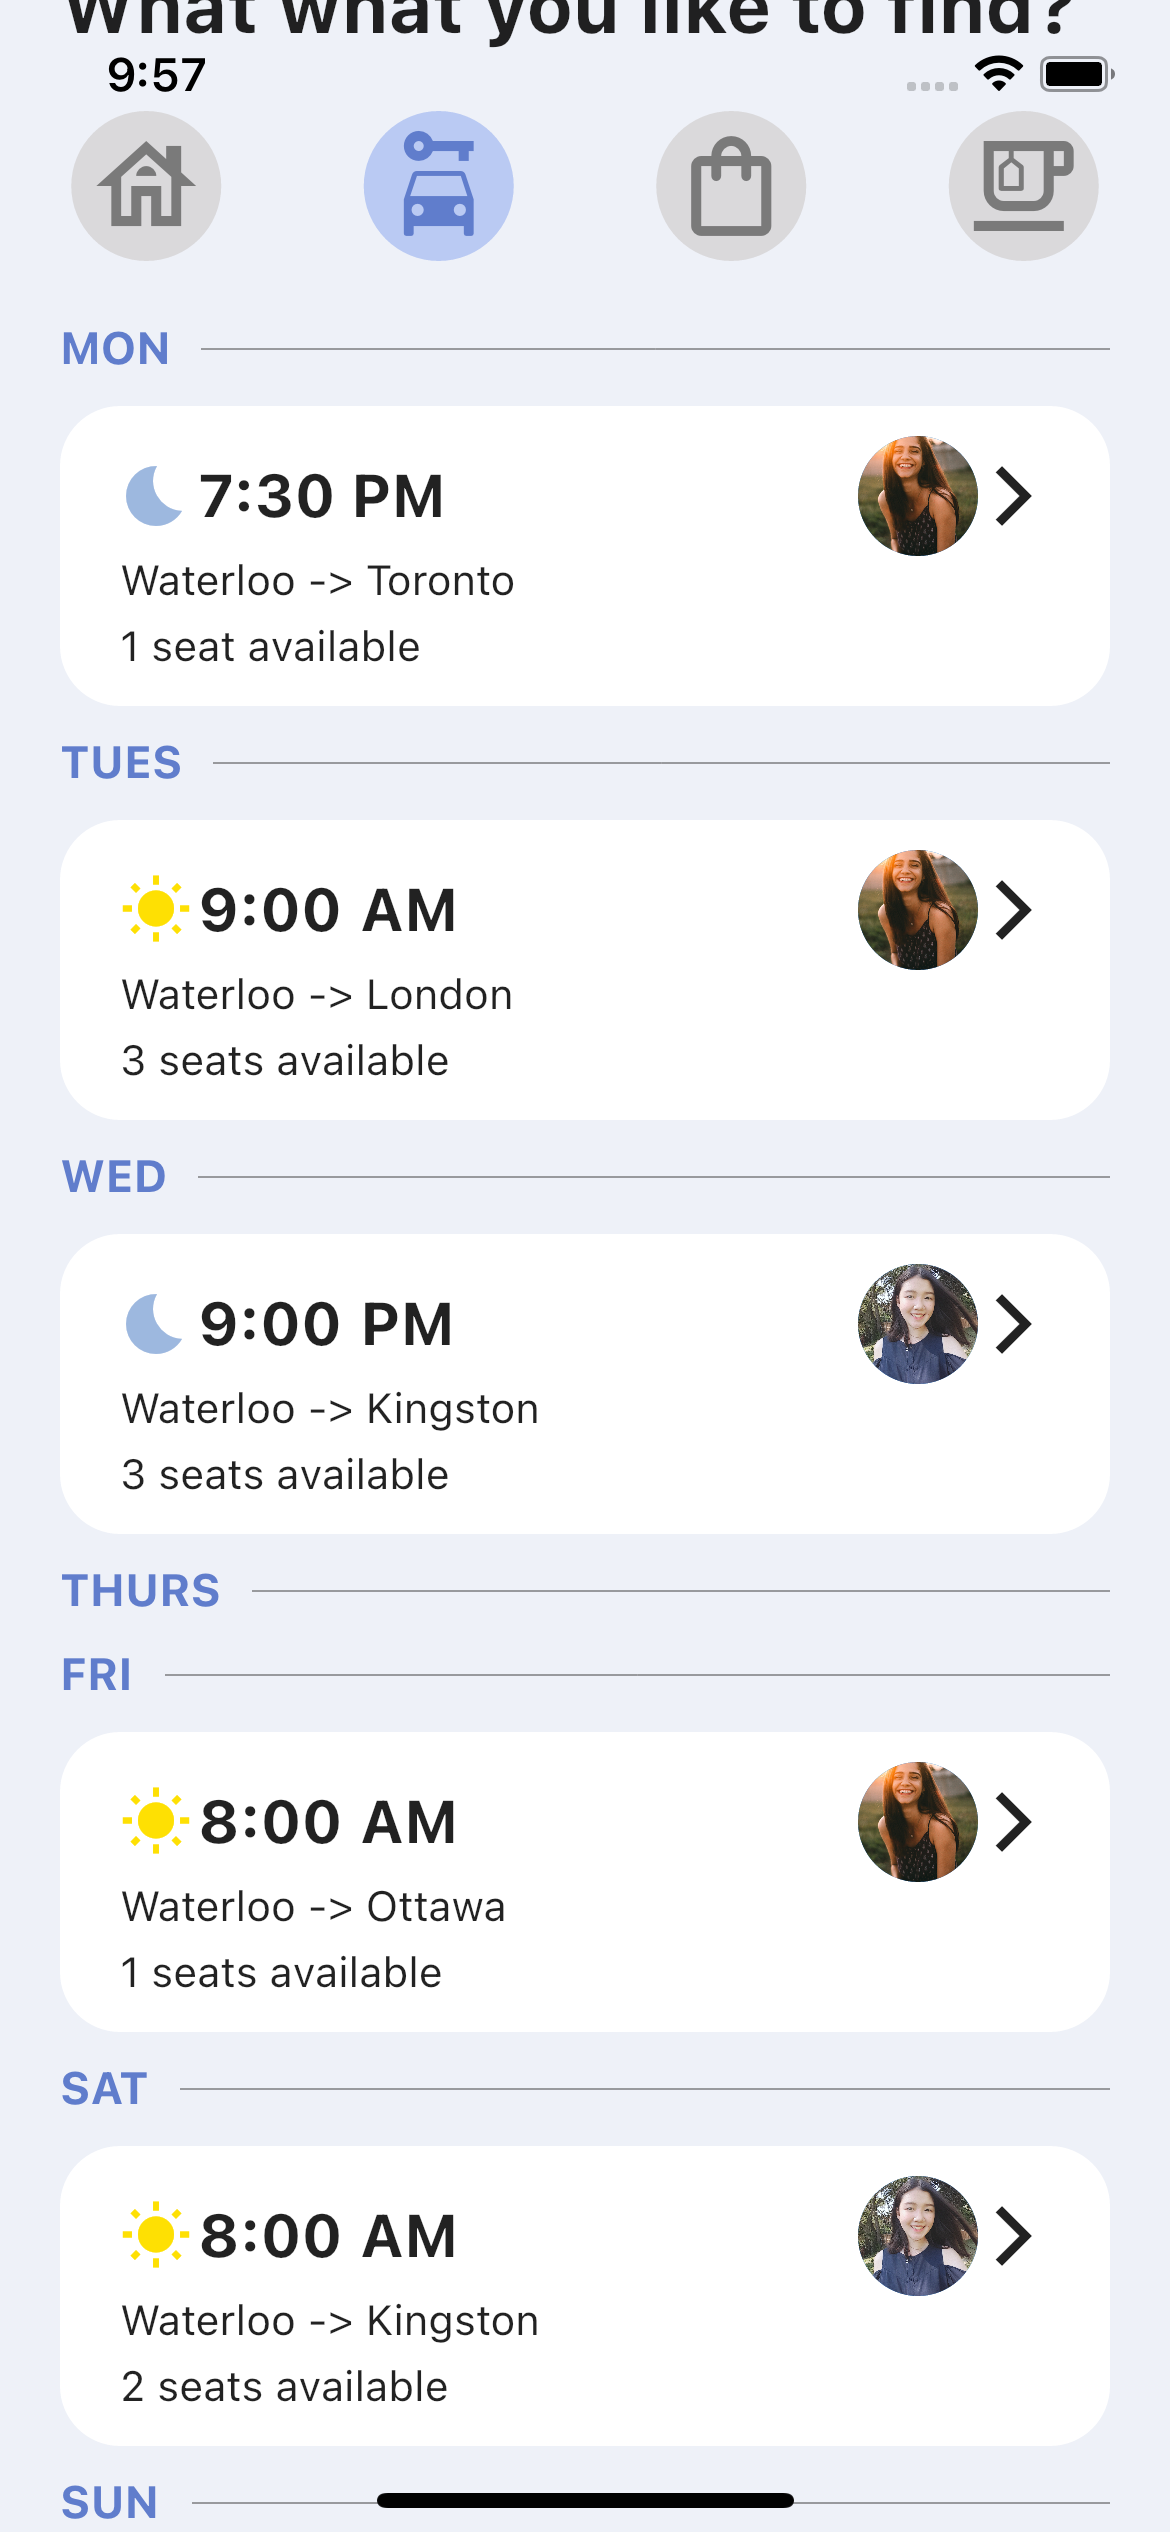 What what you like to find?
9:57
MON
7:30 PM
Waterloo -> Toronto
1 seat available
TUES
9:00 AM
Waterloo -> London
3 seats available
WED
9:00 PM
Waterloo -> Kingston
3 seats available
THURS
FRI
8:00 AM
Waterloo -> Ottawa
1 seats available
SAT
8:00 AM
Waterloo -> Kingston
2 seats available
SUN